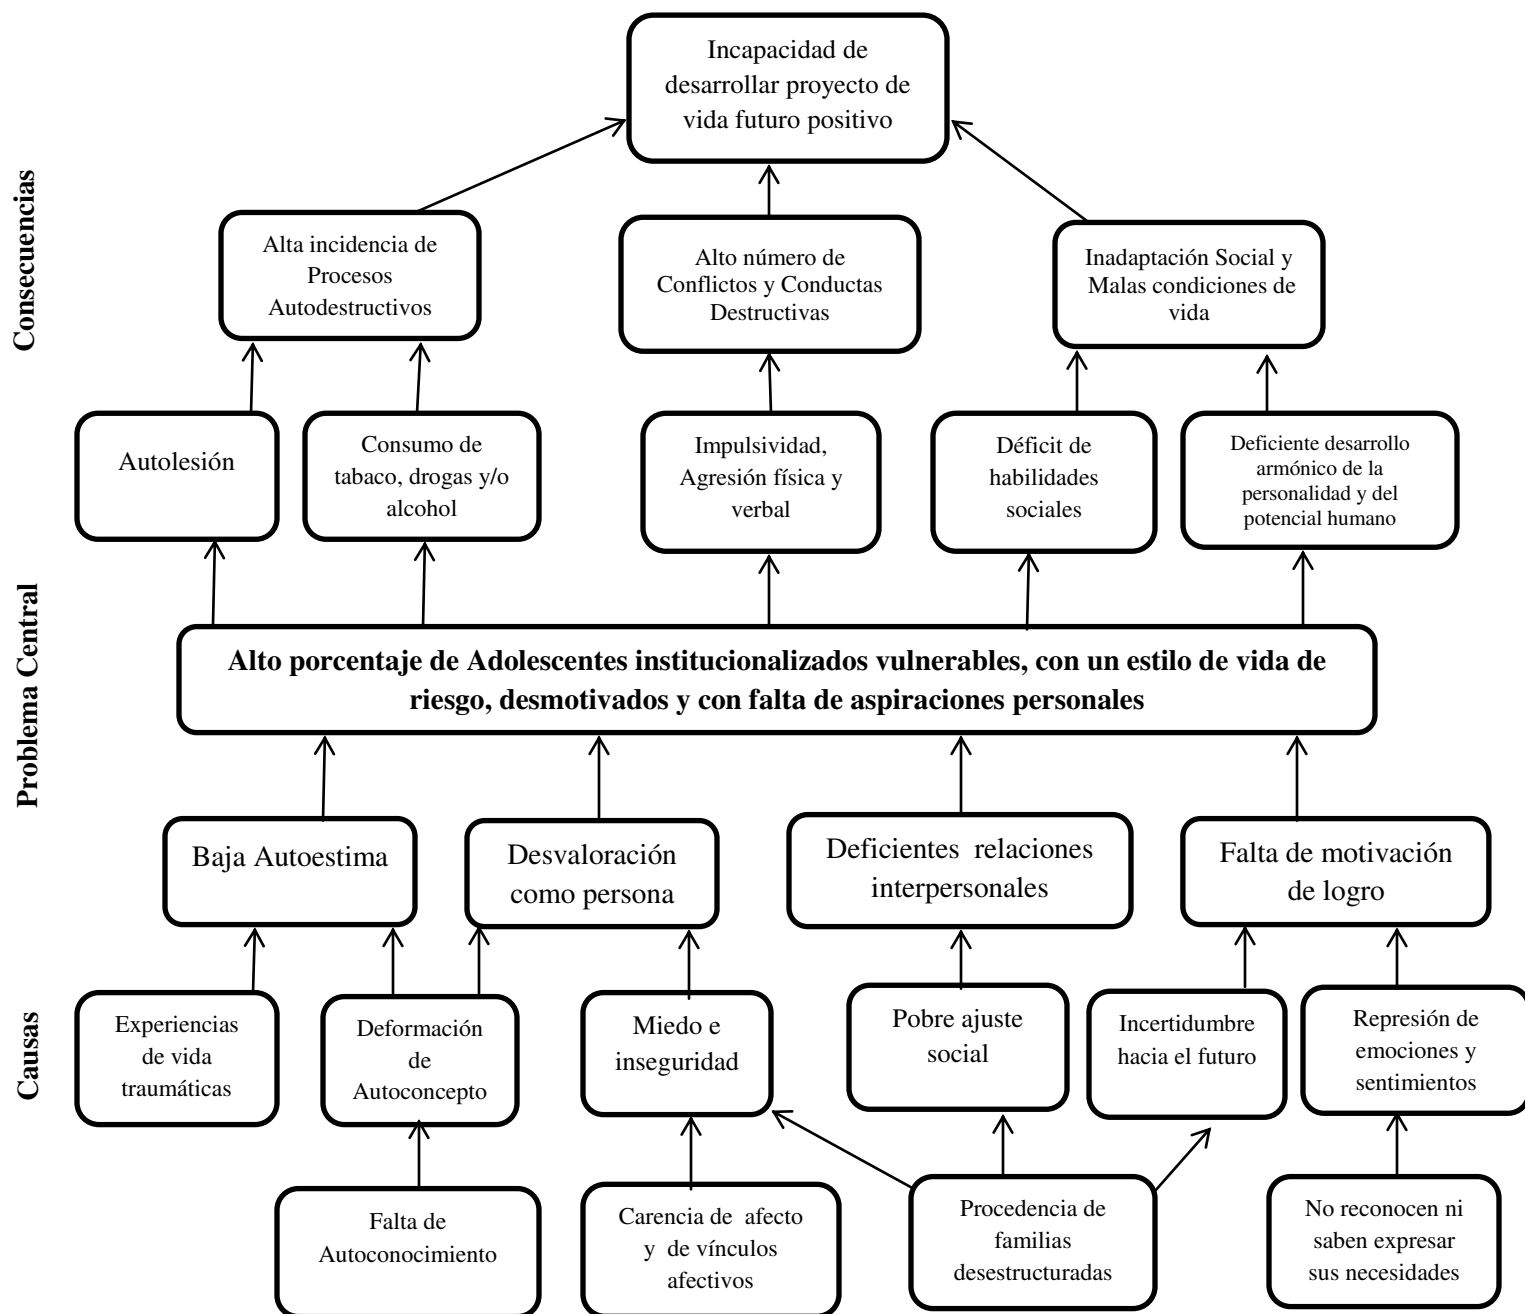 Incapacidad de
desarrollar proyecto de
vida futuro positivo
Consecuencias
Alta incidencia de
Procesos
Autodestructivos
Alto número de
Conflictos y Conductas
Destructivas
Inadaptación Social y
Malas condiciones de
vida
Autolesión
Consumo de
tabaco, drogas y/o
alcohol
Impulsividad,
Agresión física y
verbal
Déficit de
habilidades
sociales
Deficiente desarrollo
armónico de la
personalidad y del
potencial humano
Problema Central
Alto porcentaje de Adolescentes institucionalizados vulnerables, con un estilo de vida de
riesgo, desmotivados y con falta de aspiraciones personales
Baja Autoestima
Desvaloración
como persona
Deficientes relaciones
interpersonales
Falta de motivación
de logro
Causas
Experiencias
de vida
traumáticas
Deformación
de
Autoconcepto
Miedo e
inseguridad
Pobre ajuste
social
Incertidumbre
hacia el futuro
Represión de
emociones y
sentimientos
Falta de
Autoconocimiento
Carencia de afecto
y de vínculos
afectivos
Procedencia de
familias
desestructuradas
No reconocen ni
saben expresar
sus necesidades